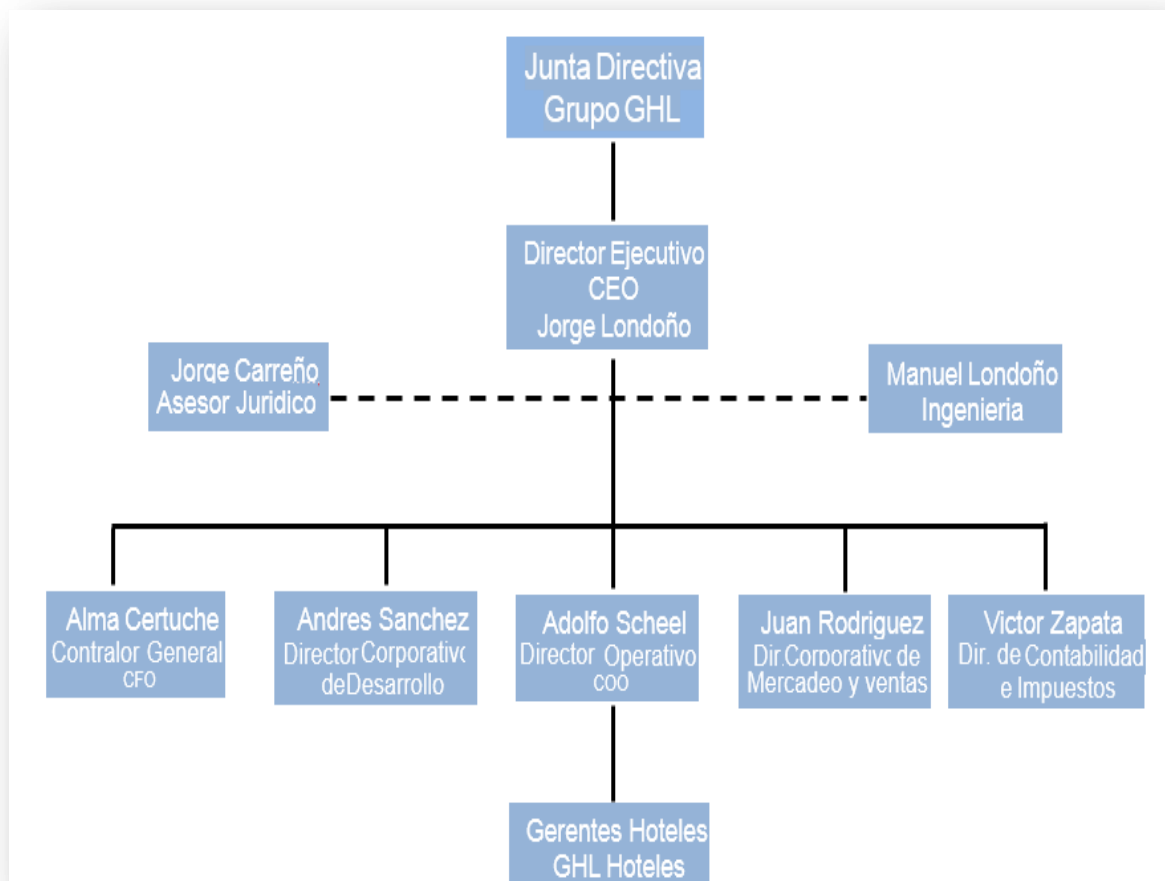 Junta Directiva
Grupo GHL
Director Ejecutivo
CEO
Jorge Londoño
Jorge Carreño
Asesor Juridico
Manuel Londoño
Ingenieria
Alma Certuche
Contralor General
CFO
Andres Sanchez
Director Corporativo
de Desarrollo
Adolfo Scheel
Director Operativo
COO
Juan Rodriguez
Dir. Corporativo de
Mercadeo y ventas
Victor Zapata
Dir. de Contabilidad
e Impuestos
Gerentes Hoteles
GHL Hoteles